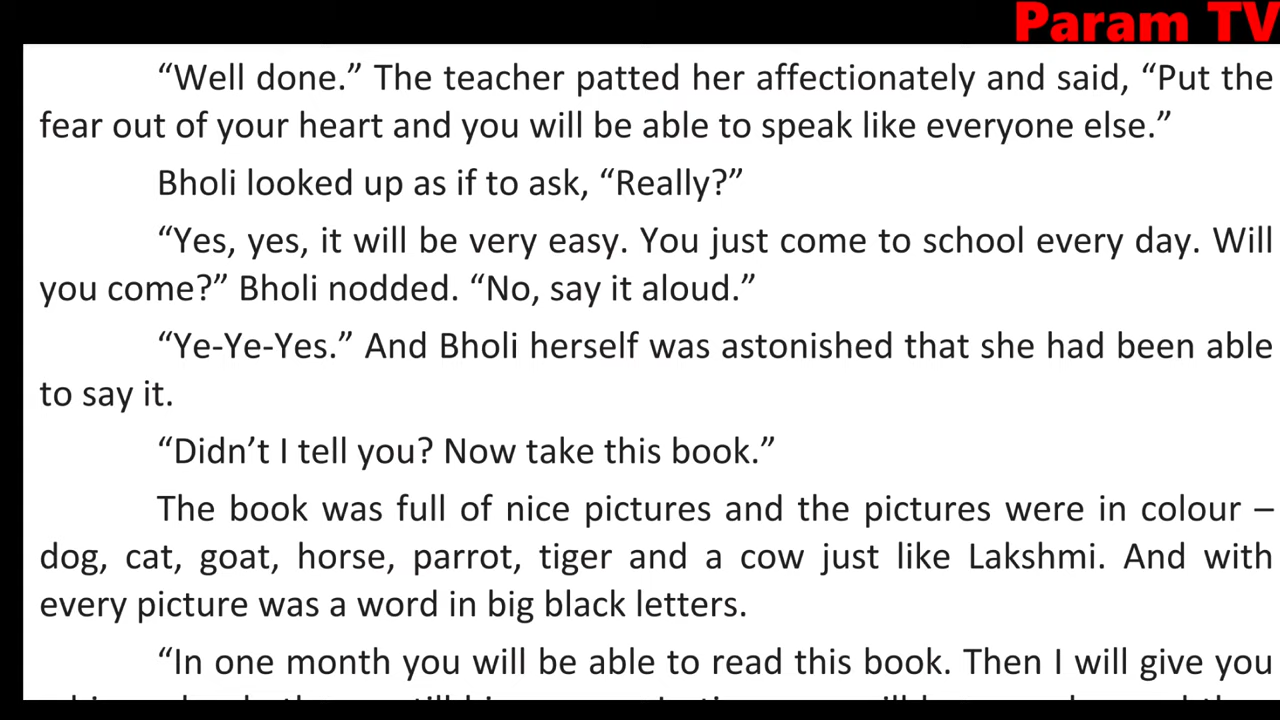 Param TV
“Well done.” The teacher patted her affectionately and said, “Put the
fear out of your heart and you will be able to speak like everyone else.”
Bholi looked up as if to ask, “Really?”
“Yes, yes, it will be very easy. You just come to school every day. Will
you come?” Bholi nodded. “No, say it aloud.”
“Ye-Ye-Yes.” And Bholi herself was astonished that she had been able
to say it.
“Didn’t I tell you? Now take this book.”
The book was full of nice pictures and the pictures were in colour –
dog, cat, goat, horse, parrot, tiger and a cow just like Lakshmi. And with
every picture was a word in big black letters.
“In one month you will be able to read this book. Then I will give you